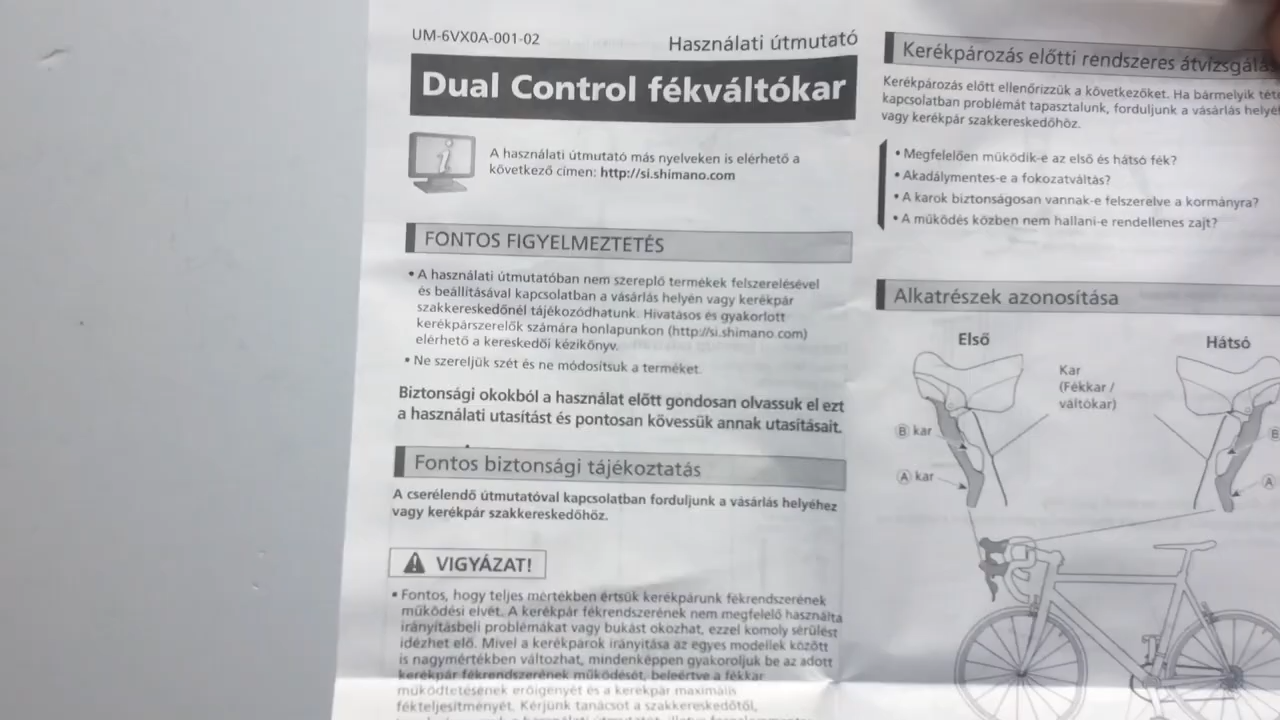 UM-6VX0A-001-02
Használati útmutató
Dual Control fékváltókar
A használati útmutató más nyelveken is elérhető a
következő címen: http://si.shimano.com
FONTOS FIGYELMEZTETÉS
• A használati útmutatóban nem szereplő termékek felszerelésével
és beállításával kapcsolatban a vásárlás helyén vagy kerékpár
szakkereskedőnél tájékozódhatunk. Hivatásos és gyakorlott
kerékpárszerelők számára honlapunkon (http://si.shimano.com)
elérhető a kereskedői kézikönyv.
• Ne szereljük szét és ne módosítsuk a terméket.
Biztonsági okokból a használat előtt gondosan olvassuk el ezt
a használati utasítást és pontosan kövessük annak utasításait.
Fontos biztonsági tájékoztatás
A cserélendő útmutatóval kapcsolatban forduljunk a vásárlás helyéhez
vagy kerékpár szakkereskedőhöz.
VIGYÁZAT!
• Fontos, hogy teljes mértékben értsük kerékpárunk fékrendszerének
működési elvét. A kerékpár fékrendszerének nem megfelelő használta
irányításbeli problémákat vagy bukást okozhat, ezzel komoly sérülést
idézhet elő. Mivel a kerékpárok irányítása az egyes modellek között
is nagymértékben változhat, mindenképpen gyakoroljuk be az adott
kerékpár fékrendszerének működését, beleértve a fékkar
működtetésének erőigényét és a kerékpár maximális
fékteljesítményét. Kérjünk tanácsot a szakkereskedőtől,
Kerékpározás előtti rendszeres átvizsgálás
Kerékpározás előtt ellenőrizzük a következőket. Ha bármelyik
kapcsolatban problémát tapasztalunk, forduljunk a vásárlás
vagy kerékpár szakkereskedőhöz.
• Megfelelően működik-e az első és hátsó fék?
• Akadálymentes-e a fokozatváltás?
• A karok biztonságosan vannak-e felszerelve a kormányra?
• A működés közben nem hallani-e rendellenes zajt?
Alkatrészek azonosítása
Első
Hátsó
Kar
(Fékkar /
váltókar)
B kar
A kar
B
A